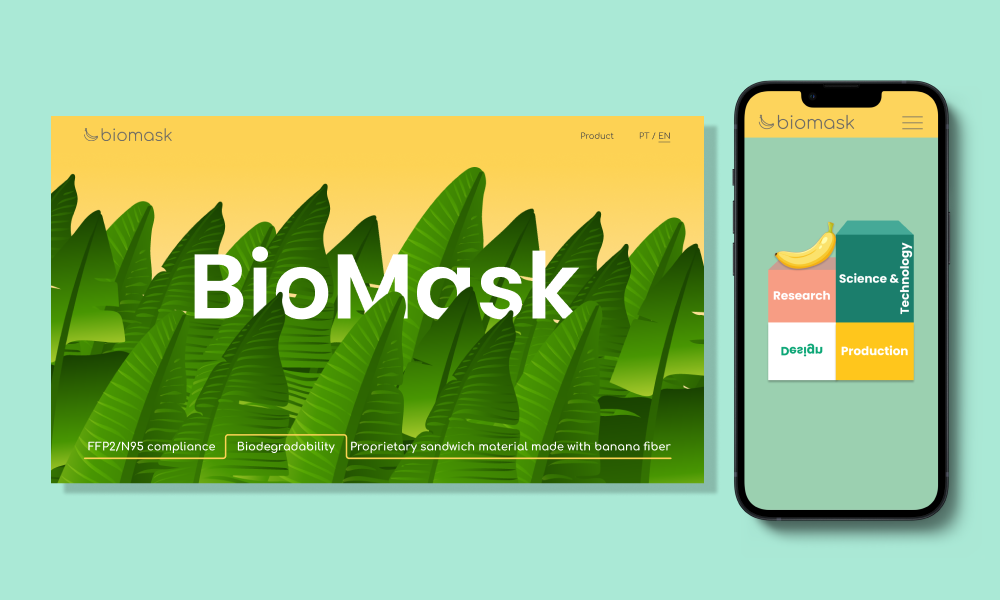 biomask
Product
PT / EN
BioMask
FFP2/N95 compliance
Biodegradability
Proprietary sandwich material made with banana fiber
biomask
Research
Science &
Technology
Design
Production